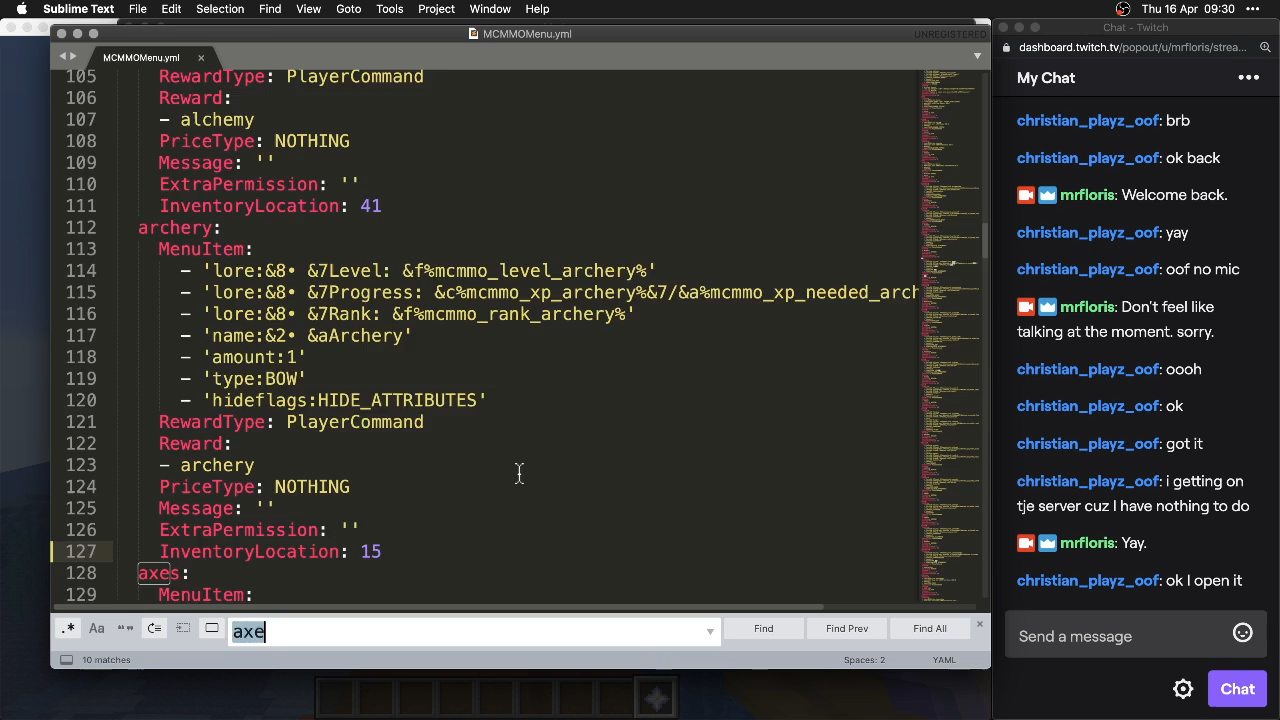 Sublime Text File Edit Selection Find View Goto Tools Project Window Help Thu 16 Apr 09:30
MCMMOMenu.yml UNREGISTERED
MCMMOMenu.yml
105 RewardType: PlayerCommand
106 Reward:
107 - alchemy
108 PriceType: NOTHING
109 Message: ''
110 ExtraPermission: ''
111 InventoryLocation: 41
112 archery:
113 MenuItem:
114 - 'lore:&8• &7Level: &f%mcmmo_level_archery%'
115 - 'lore:&8• &7Progress: &c%mcmmo_xp_archery%&7/&a%mcmmo_xp_needed_arch
116 - 'lore:&8• &7Rank: &f%mcmmo_rank_archery%'
117 - 'name:&2• &aArchery'
118 - 'amount:1'
119 - 'type:BOW'
120 - 'hideflags:HIDE_ATTRIBUTES'
121 RewardType: PlayerCommand
122 Reward:
123 - archery
124 PriceType: NOTHING
125 Message: ''
126 ExtraPermission: ''
127 InventoryLocation: 15
128 axes:
129 MenuItem:
.* Aa “” axe Find Find Prev Find All
10 matches Spaces: 2 YAML
Chat - Twitch
dashboard.twitch.tv/popout/u/mrfloris/strea...
My Chat
christian_playz_oof: brb
christian_playz_oof: ok back
mrfloris: Welcome back.
christian_playz_oof: yay
christian_playz_oof: ooh no mic
mrfloris: Don't feel like
talking at the moment. sorry.
christian_playz_oof: oooh
christian_playz_oof: ok
christian_playz_oof: got it
christian_playz_oof: i geting on
the server i have nothing to do
mrfloris: Yay.
christian_playz_oof: ok I open it
Send a message
Chat